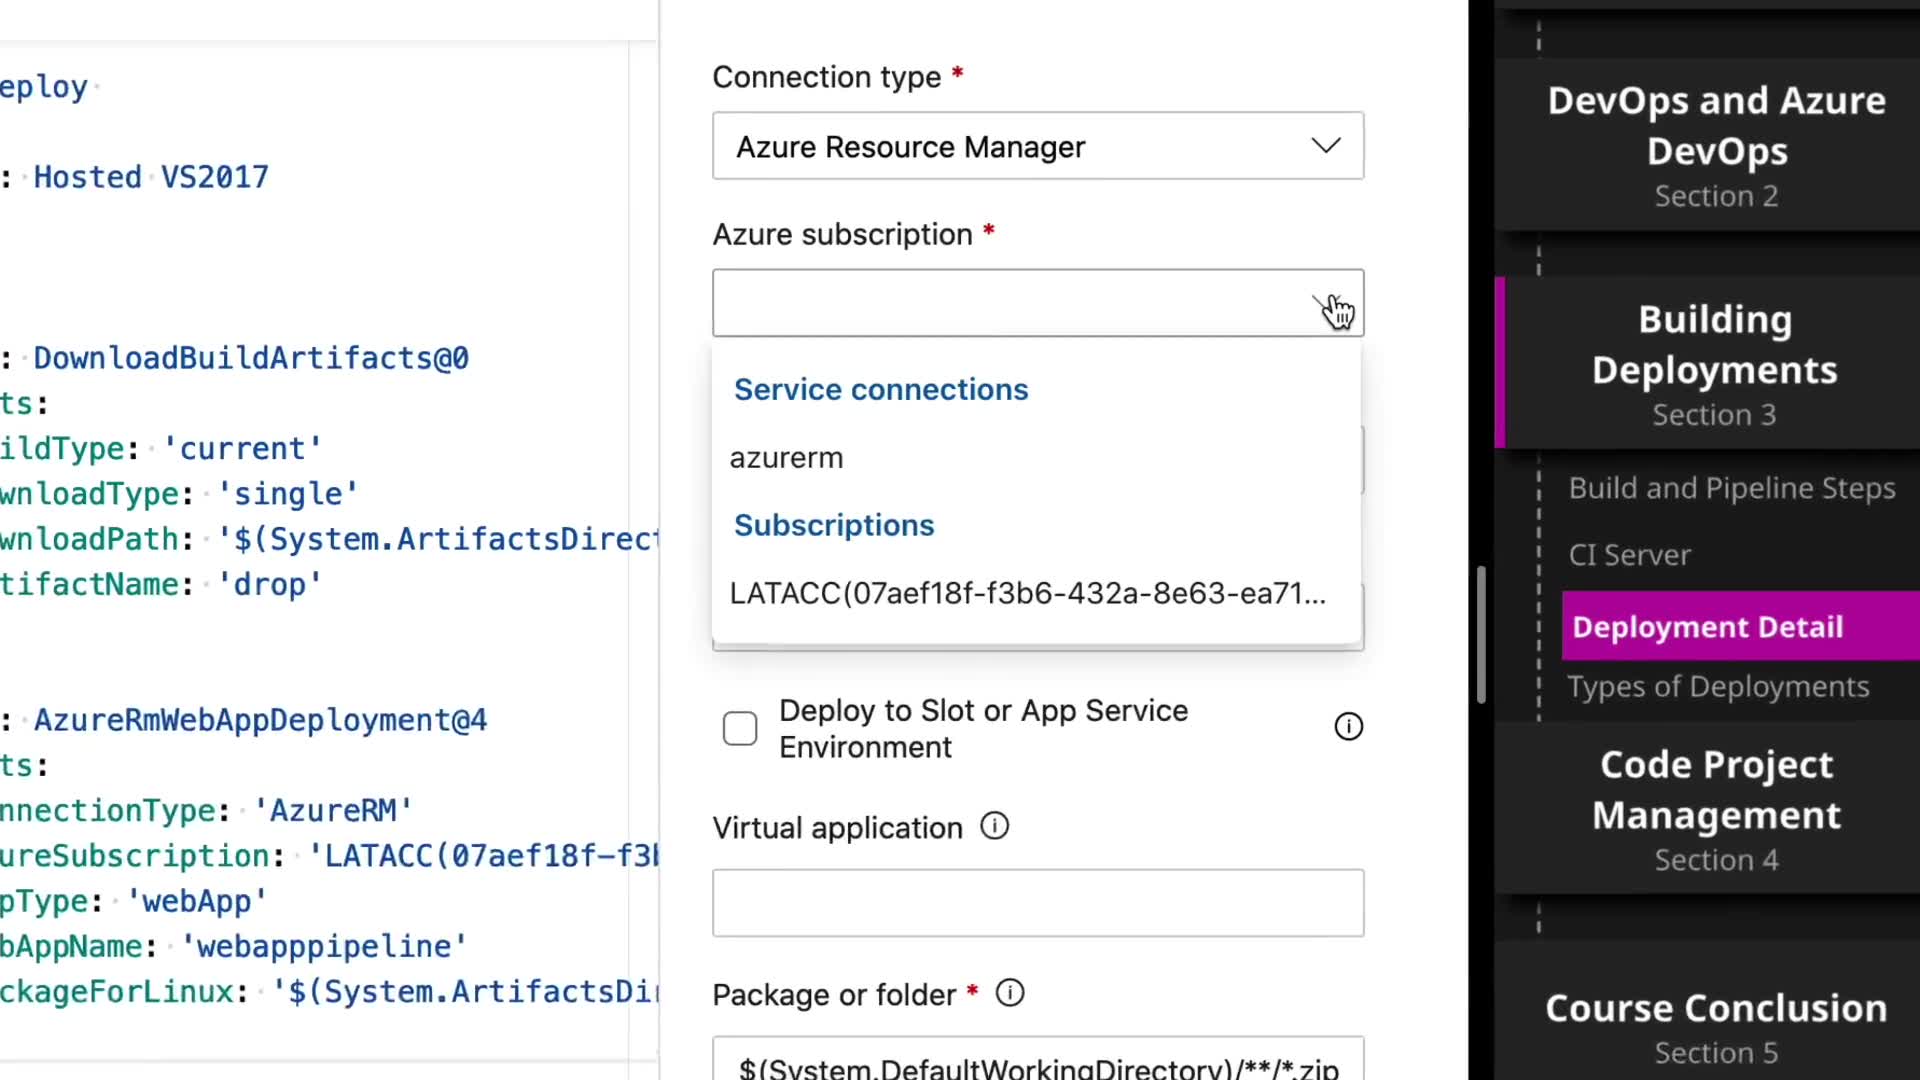 eploy
: Hosted VS2017
: DownloadBuildArtifacts@0
ts:
ildType: 'current'
wnloadType: 'single'
wnloadPath: '$(System.ArtifactsDirect
tifactName: 'drop'
: AzureRmWebAppDeployment@4
ts:
nnectionType: 'AzureRM'
ureSubscription: 'LATACC(07aef18f-f3b
pType: 'webApp'
bAppName: 'webapppipeline'
ckageForLinux: '$(System.ArtifactsDir
Connection type *
Azure Resource Manager
Azure subscription *
Service connections
azurerm
Subscriptions
LATACC(07aef18f-f3b6-432a-8e63-ea71...
Deploy to Slot or App Service
Environment
Virtual application
Package or folder *
$(System.DefaultWorkingDirectory)/**/*.zip
DevOps and Azure
DevOps
Section 2
Building
Deployments
Section 3
Build and Pipeline Steps
CI Server
Deployment Detail
Types of Deployments
Code Project
Management
Section 4
Course Conclusion
Section 5